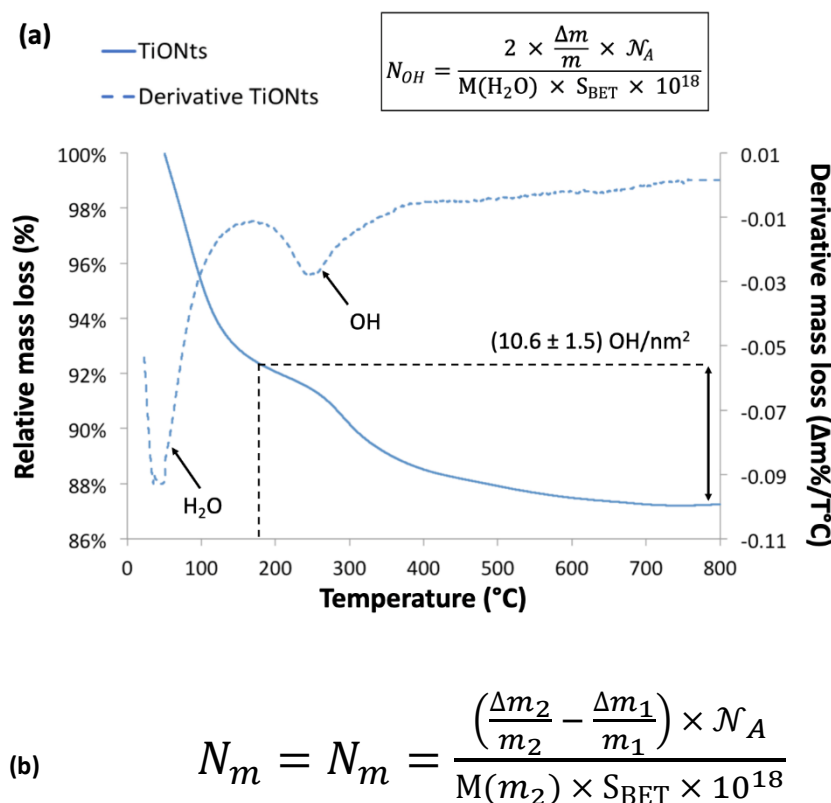 (a)
TiONts
Derivative TiONts
N_OH = (2 × Δm/m × 𝒩_A) / (M(H₂O) × S_BET × 10¹⁸)
Relative mass loss (%)
100%
98%
96%
94%
92%
90%
88%
86%
OH
H₂O
(10.6 ± 1.5) OH/nm²
0.01
-0.01
-0.03
-0.05
-0.07
-0.09
-0.11
Derivative mass loss (Δm%/T°C)
0 100 200 300 400 500 600 700 800
Temperature (°C)
(b)
N_m = N_m = ((Δm₂/m₂ − Δm₁/m₁) × 𝒩_A) / (M(m₂) × S_BET × 10¹⁸)